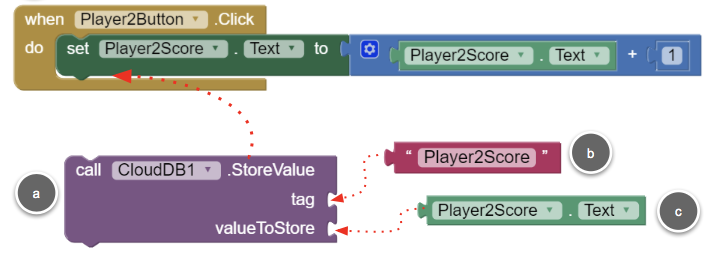 when Player2Button .Click
do set Player2Score . Text to Player2Score . Text + 1
call CloudDB1 .StoreValue
tag
valueToStore
" Player2Score "
Player2Score . Text
a
b
c